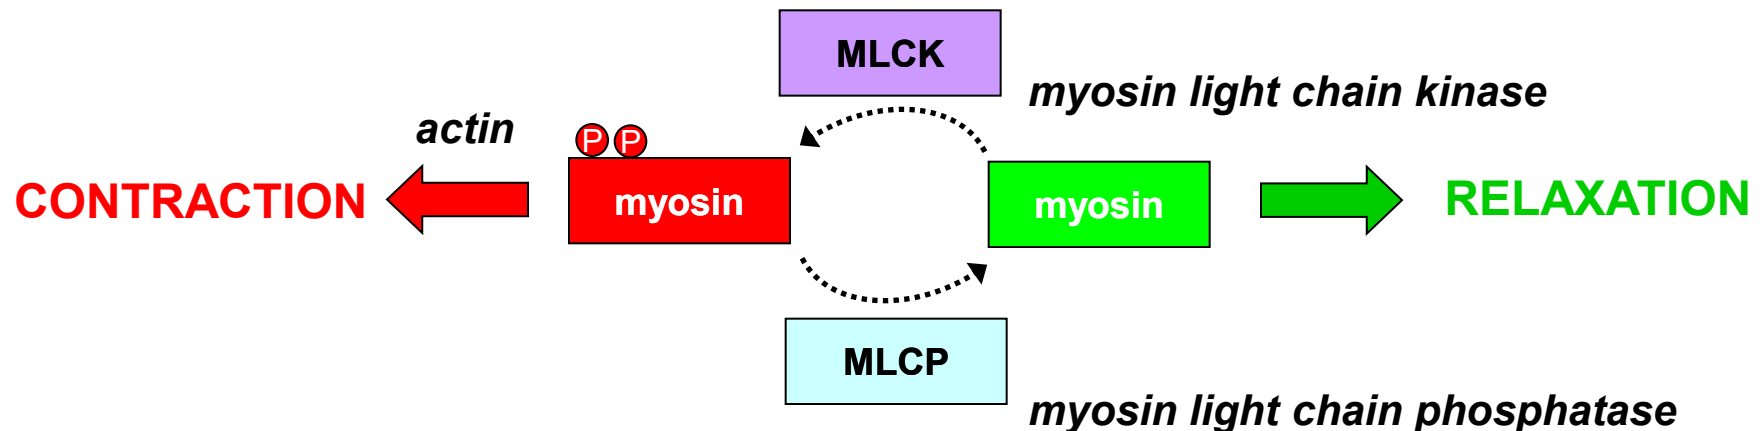 MLCK
myosin light chain kinase
actin
P P
CONTRACTION
myosin
myosin
RELAXATION
MLCP
myosin light chain phosphatase